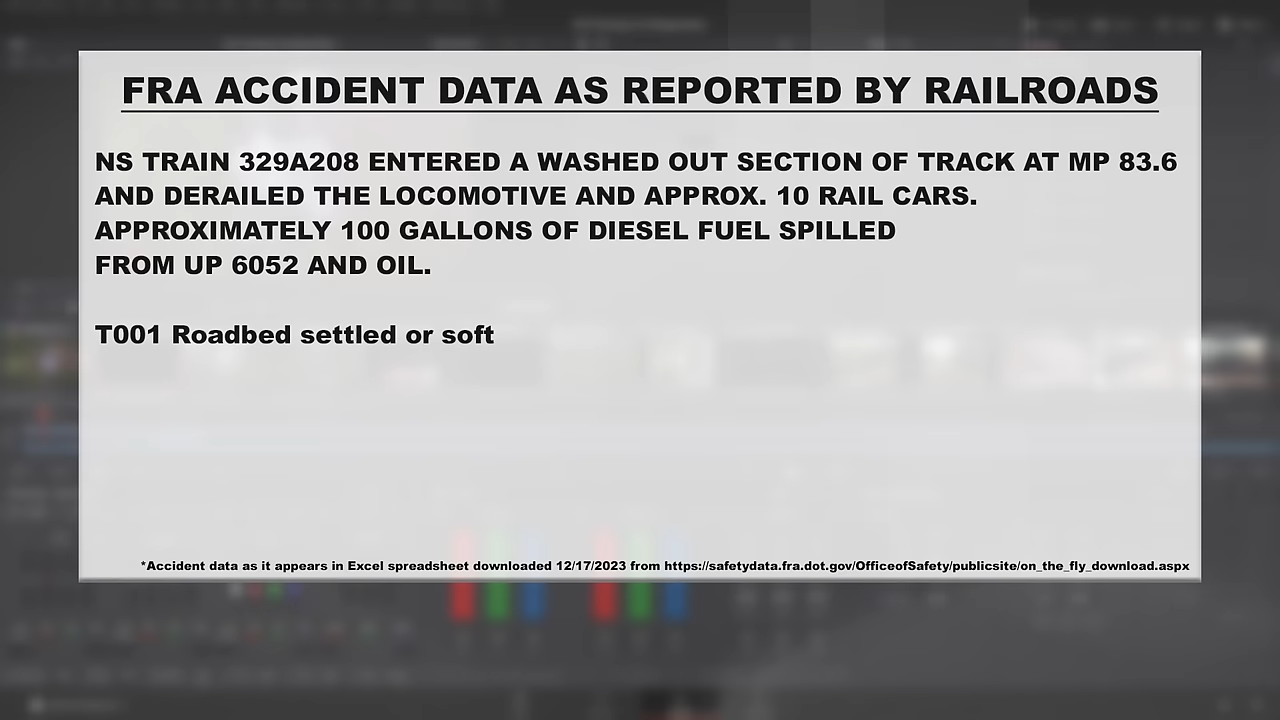 FRA ACCIDENT DATA AS REPORTED BY RAILROADS
NS TRAIN 329A208 ENTERED A WASHED OUT SECTION OF TRACK AT MP 83.6
AND DERAILED THE LOCOMOTIVE AND APPROX. 10 RAIL CARS.
APPROXIMATELY 100 GALLONS OF DIESEL FUEL SPILLED
FROM UP 6052 AND OIL.
T001 Roadbed settled or soft
*Accident data as it appears in Excel spreadsheet downloaded 12/17/2023 from https://safetydata.fra.dot.gov/OfficeofSafety/publicsite/on_the_fly_download.aspx